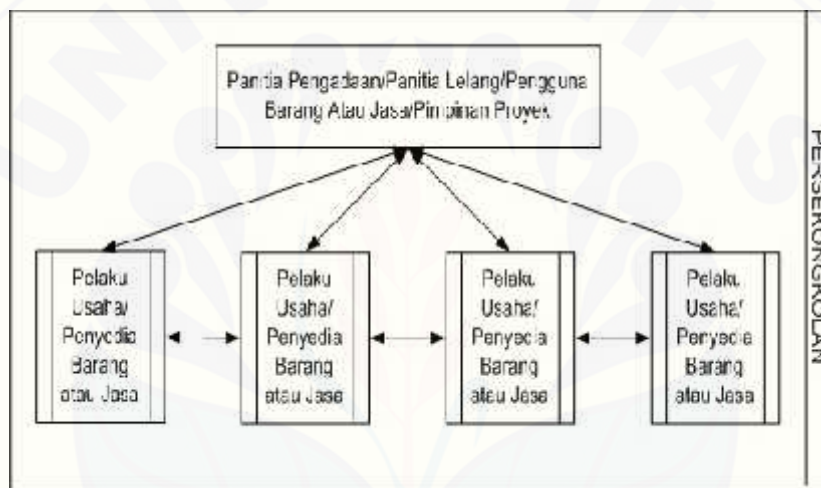 UNIVERSITAS
Panitia Pengadaan/Panitia Lelang/Pengguna
Barang Atau Jasa/Pimpinan Proyek
Pelaku
Usaha/
Penyedia
Barang
atau Jasa
Pelaku
Usaha/
Penyedia
Barang
atau Jasa
Pelaku
Usaha/
Penyedia
Barang
atau Jasa
Pelaku
Usaha/
Penyedia
Barang
atau Jasa
PERSEKONGKOLAN